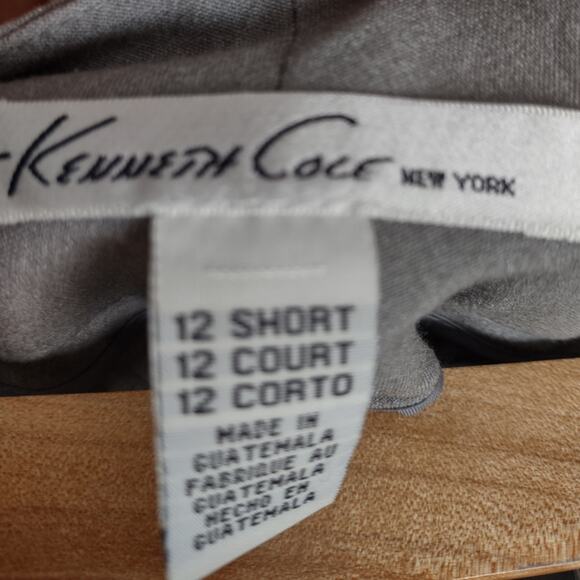 KENNETH COLE NEW YORK
12 SHORT
12 COURT
12 CORTO
MADE IN
GUATEMALA
FABRIQUE AU
GUATEMALA
HECHO EN
GUATEMALA